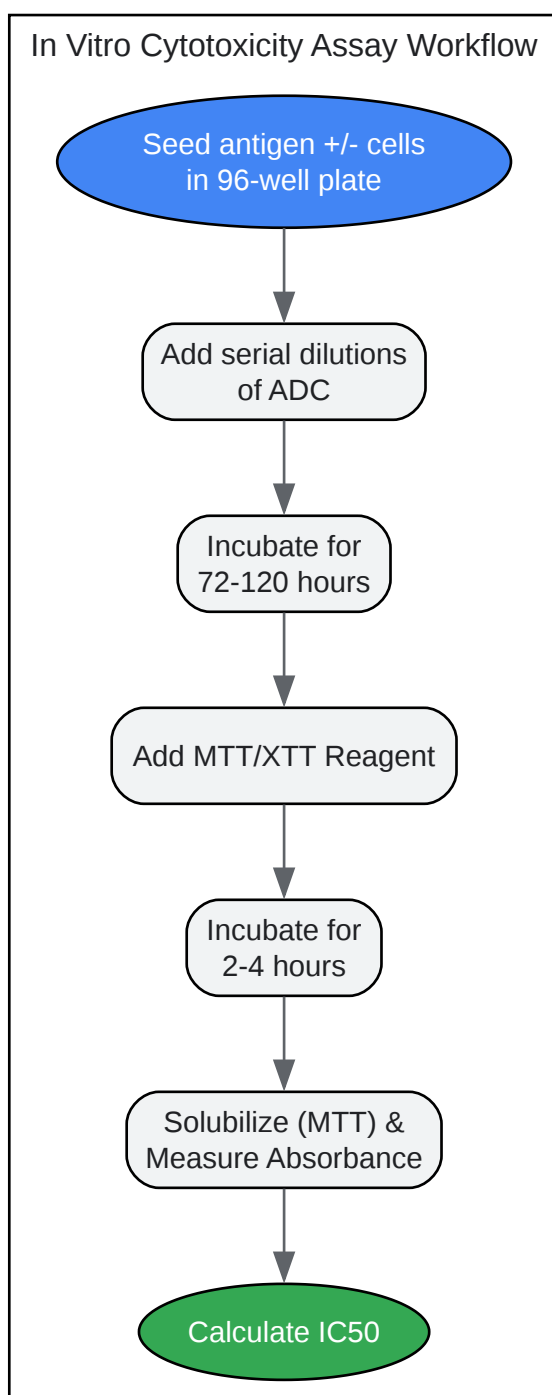 In Vitro Cytotoxicity Assay Workflow
Seed antigen +/- cells
in 96-well plate
Add serial dilutions
of ADC
Incubate for
72-120 hours
Add MTT/XTT Reagent
Incubate for
2-4 hours
Solubilize (MTT) &
Measure Absorbance
Calculate IC50